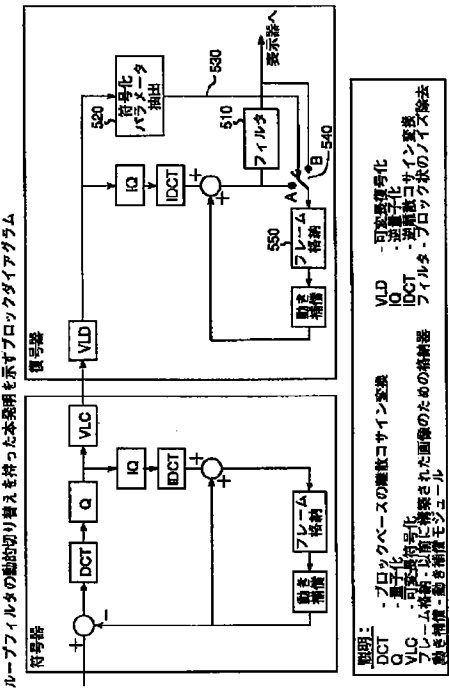 ループフィルタの動的切り替えを持った本発明を示すブロックダイアグラム
符号器
+
-
DCT
Q
VLC
IQ
IDCT
+
+
フレーム
格納
動き
補償
復号器
VLD
520
符号化
パラメータ
抽出
530
IQ
IDCT
+
+
510
フィルタ
表示器へ
A
B
540
550
フレーム
格納
動き
補償
説明:
DCT - ブロックベースの離散コサイン変換
Q - 量子化
VLC - 可変長符号化
フレーム格納 - 以前に構築された画像のための格納器
動き補償 - 動き補償モジュール
VLD - 可変長復号化
IQ - 逆量子化
IDCT - 逆離散コサイン変換
フィルタ - ブロック状のノイズ除去